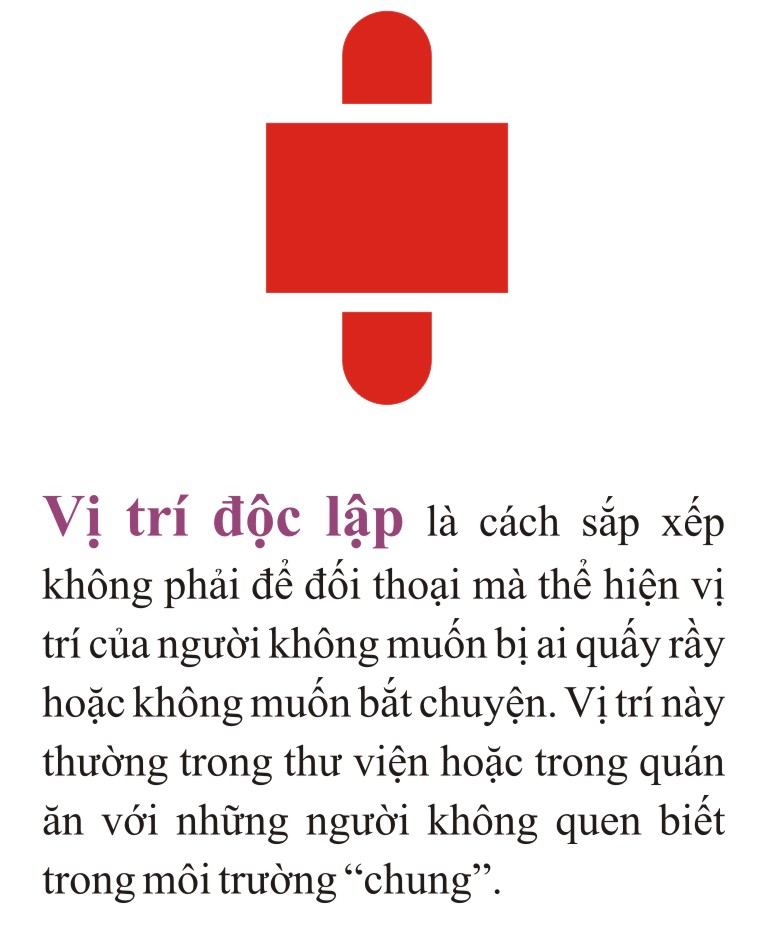 Vị trí độc lập là cách sắp xếp
không phải để đối thoại mà thể hiện vị
trí của người không muốn bị ai quấy rầy
hoặc không muốn bắt chuyện. Vị trí này
thường trong thư viện hoặc trong quán
ăn với những người không quen biết
trong môi trường “chung”.